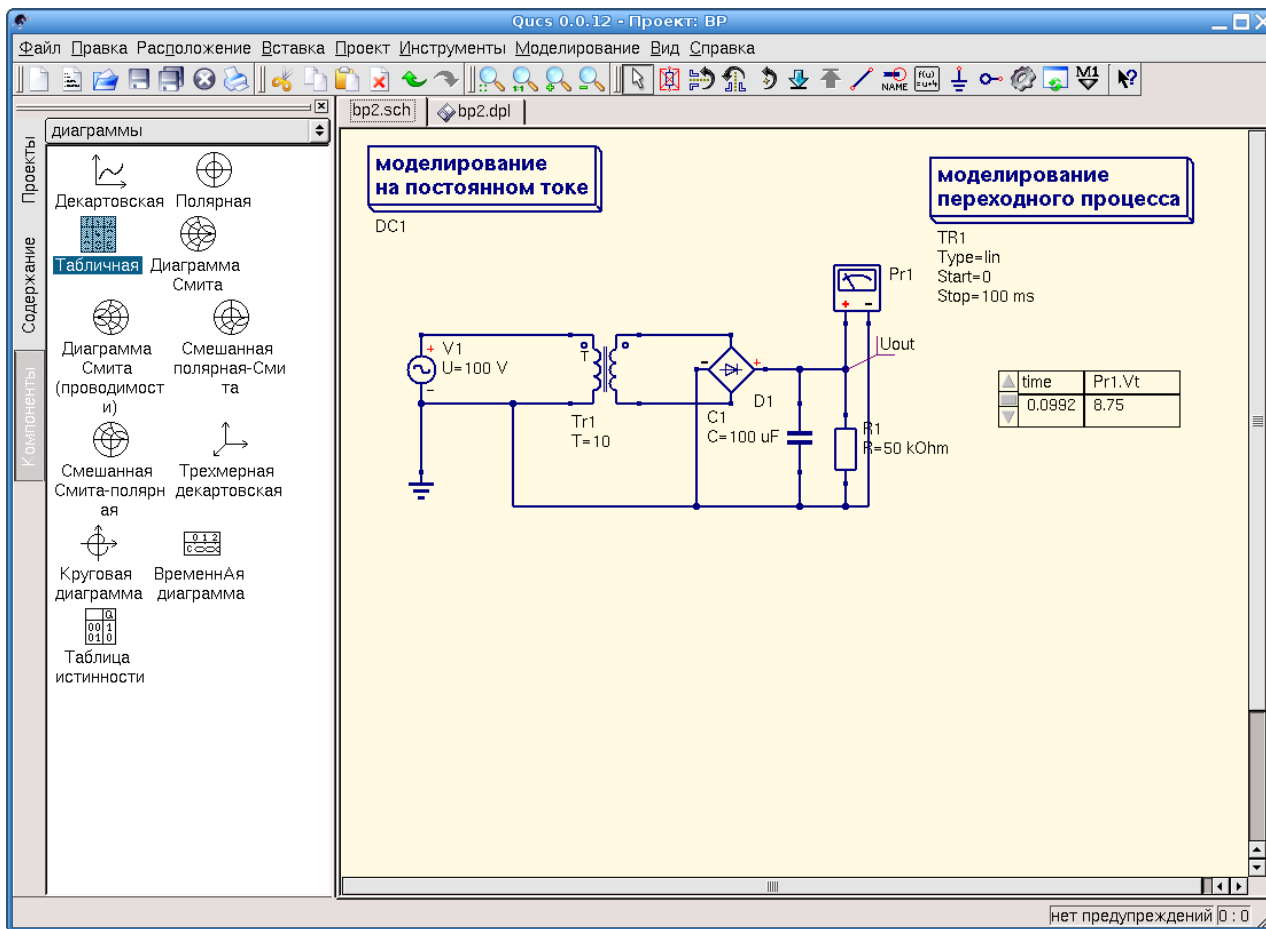 Qucs 0.0.12 - Проект: BP
Файл Правка Расположение Вставка Проект Инструменты Моделирование Вид Справка
NAME
bp2.sch
bp2.dpl
диаграммы
Проекты
Содержание
Компоненты
Декартовская Полярная
Табличная Диаграмма
Смита
Диаграмма Смешанная
Смита полярная-Сми
(проводимост та
и)
Смешанная Трехмерная
Смита-полярн декартовская
ая
Круговая ВременнАя
диаграмма диаграмма
Таблица
истинности
моделирование
на постоянном токе
DC1
моделирование
переходного процесса
TR1
Type=lin
Start=0
Stop=100 ms
Pr1
+ -
Uout
+ V1
U=100 V
-
T
Tr1
T=10
- +
D1
C1
C=100 uF
R1
R=50 kOhm
time Pr1.Vt
0.0992 8.75
нет предупреждений 0 : 0